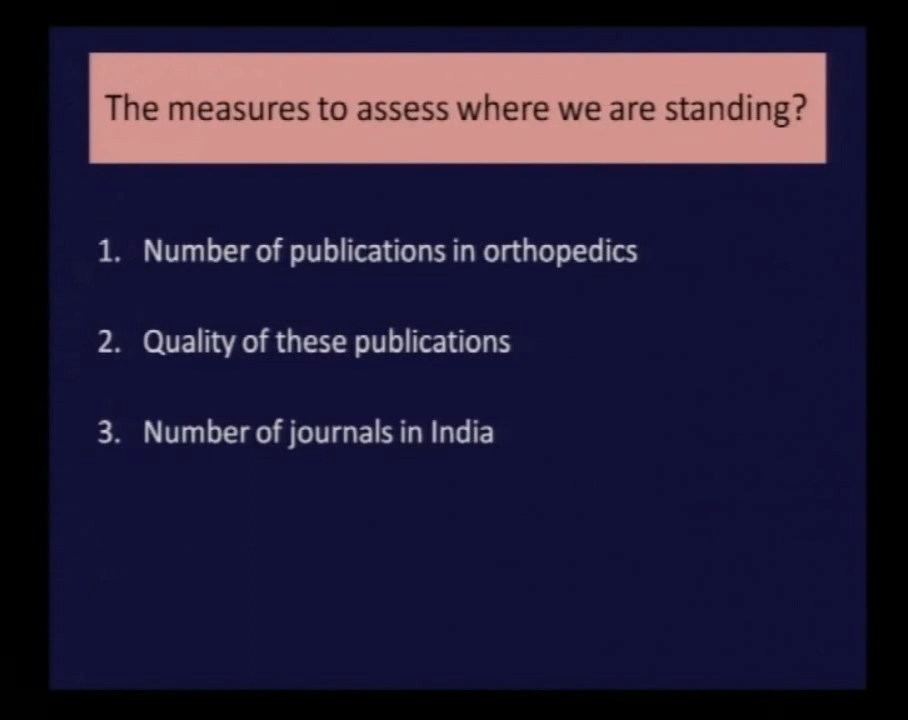 The measures to assess where we are standing?
1. Number of publications in orthopedics
2. Quality of these publications
3. Number of journals in India